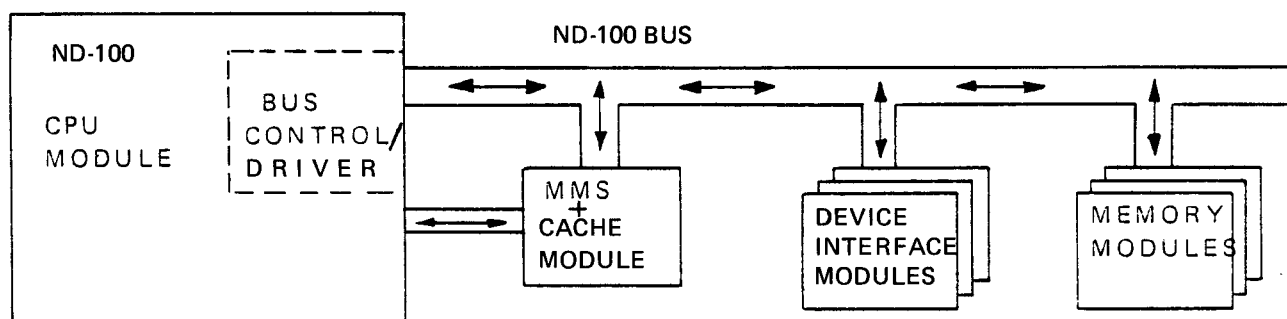 ND-100
CPU
MODULE
BUS
CONTROL/
DRIVER
ND-100 BUS
MMS
+
CACHE
MODULE
DEVICE
INTERFACE
MODULES
MEMORY
MODULES